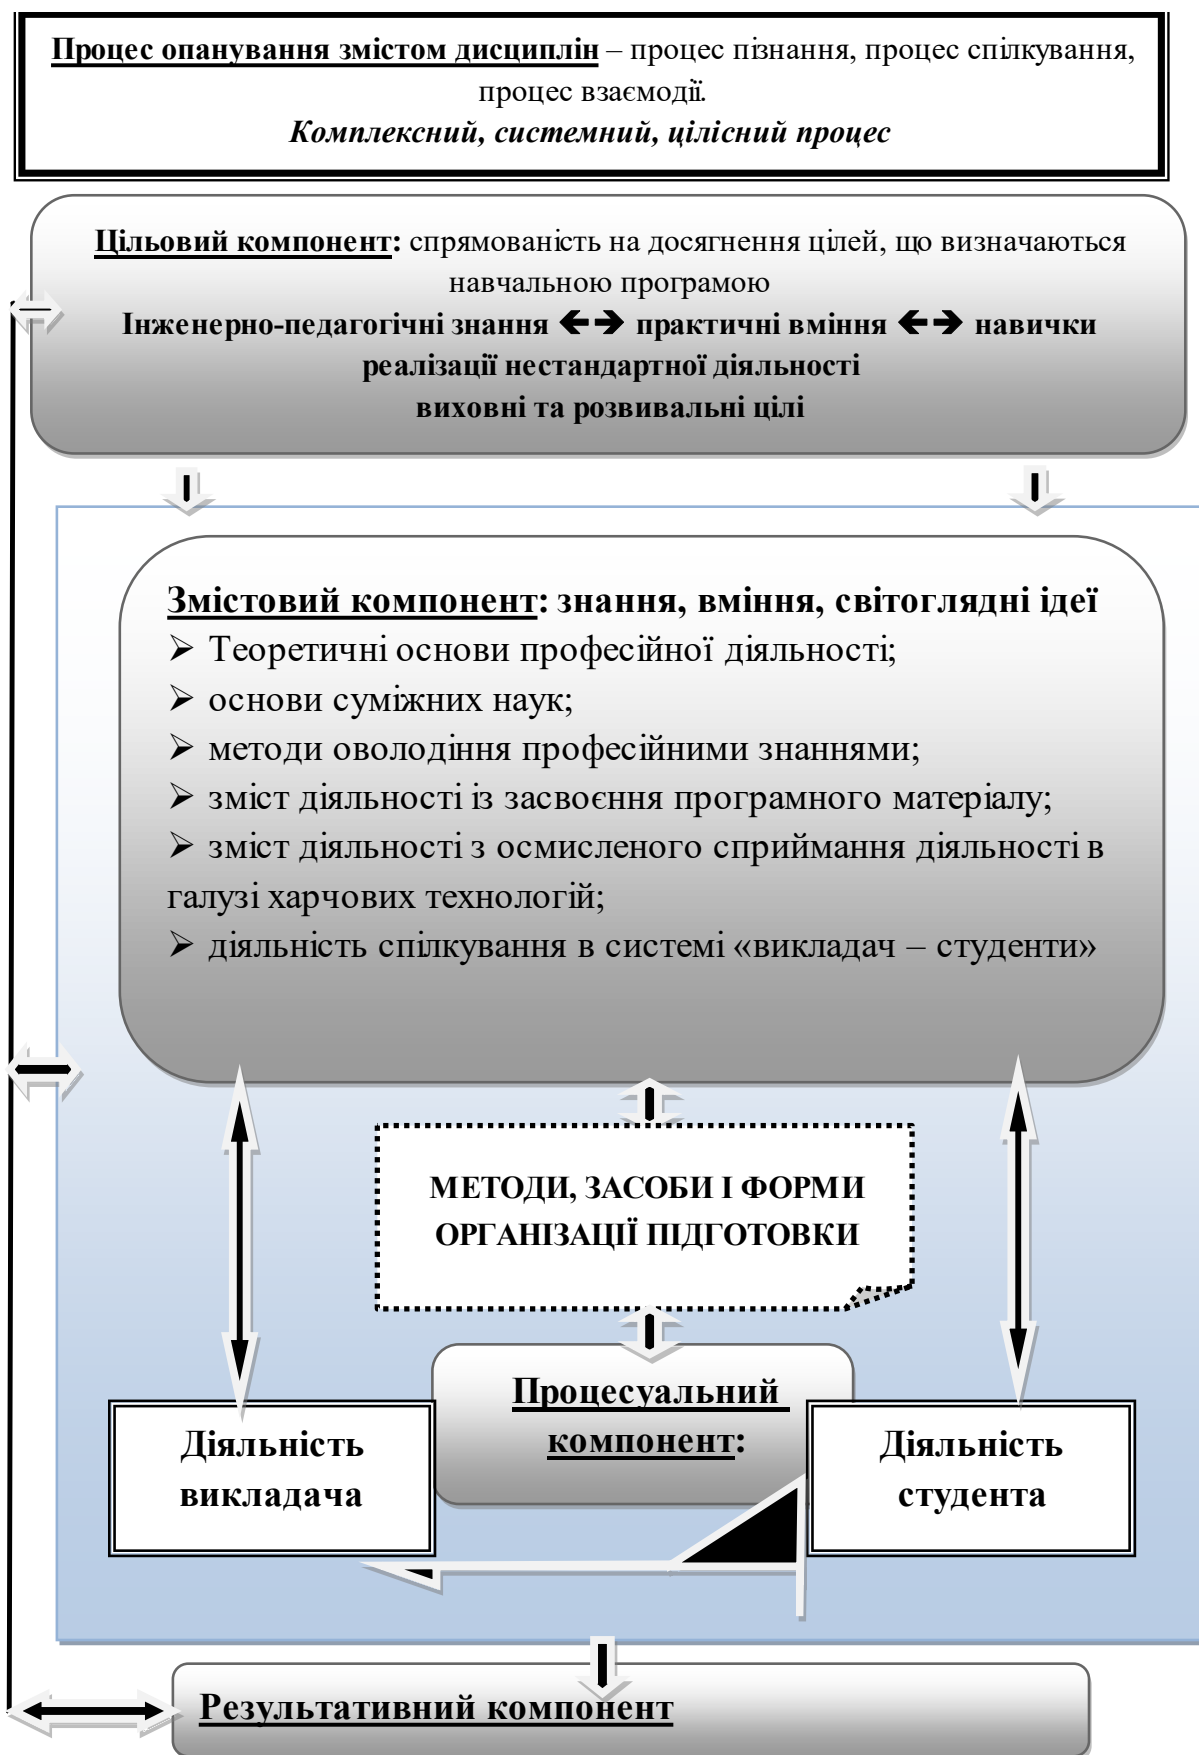 Процес опанування змістом дисциплін – процес пізнання, процес спілкування,
процес взаємодії.
Комплексний, системний, цілісний процес
Цільовий компонент: спрямованість на досягнення цілей, що визначаються
навчальною програмою
Інженерно-педагогічні знання 🡸🡺 практичні вміння 🡸🡺 навички
реалізації нестандартної діяльності
виховні та розвивальні цілі
Змістовий компонент: знання, вміння, світоглядні ідеї
➢ Теоретичні основи професійної діяльності;
➢ основи суміжних наук;
➢ методи оволодіння професійними знаннями;
➢ зміст діяльності із засвоєння програмного матеріалу;
➢ зміст діяльності з осмисленого сприймання діяльності в
галузі харчових технологій;
➢ діяльність спілкування в системі «викладач – студенти»
МЕТОДИ, ЗАСОБИ І ФОРМИ
ОРГАНІЗАЦІЇ ПІДГОТОВКИ
Процесуальний
компонент:
Діяльність
викладача
Діяльність
студента
Результативний компонент